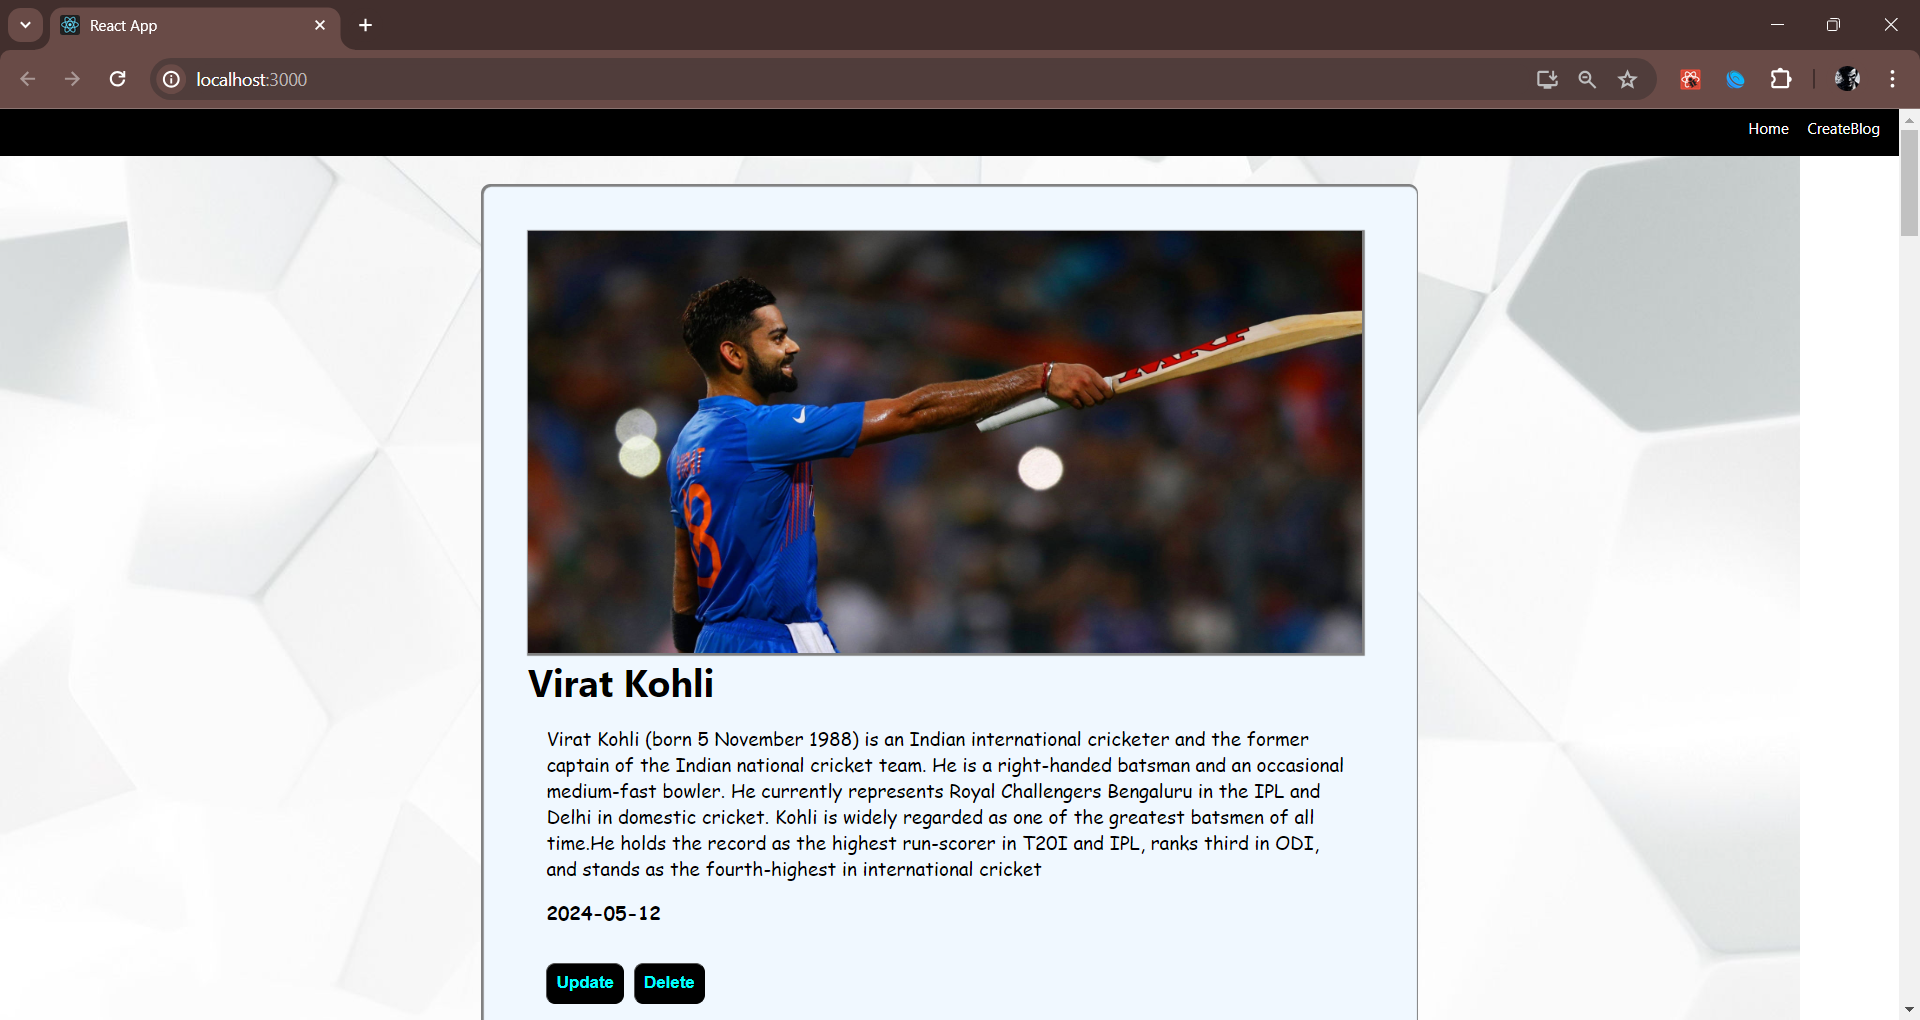 React App
localhost:3000
Home CreateBlog
MRF
VIRAT
18
Virat Kohli
Virat Kohli (born 5 November 1988) is an Indian international cricketer and the former
captain of the Indian national cricket team. He is a right-handed batsman and an occasional
medium-fast bowler. He currently represents Royal Challengers Bengaluru in the IPL and
Delhi in domestic cricket. Kohli is widely regarded as one of the greatest batsmen of all
time.He holds the record as the highest run-scorer in T20I and IPL, ranks third in ODI,
and stands as the fourth-highest in international cricket
2024-05-12
Update Delete